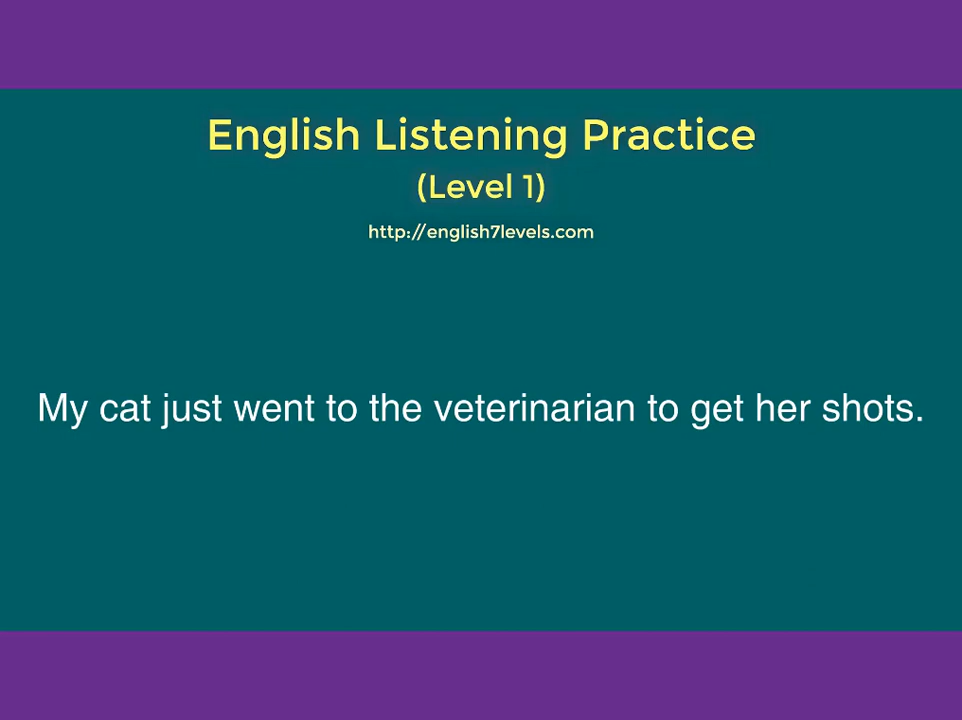 English Listening Practice
(Level 1)
http://english7levels.com
My cat just went to the veterinarian to get her shots.